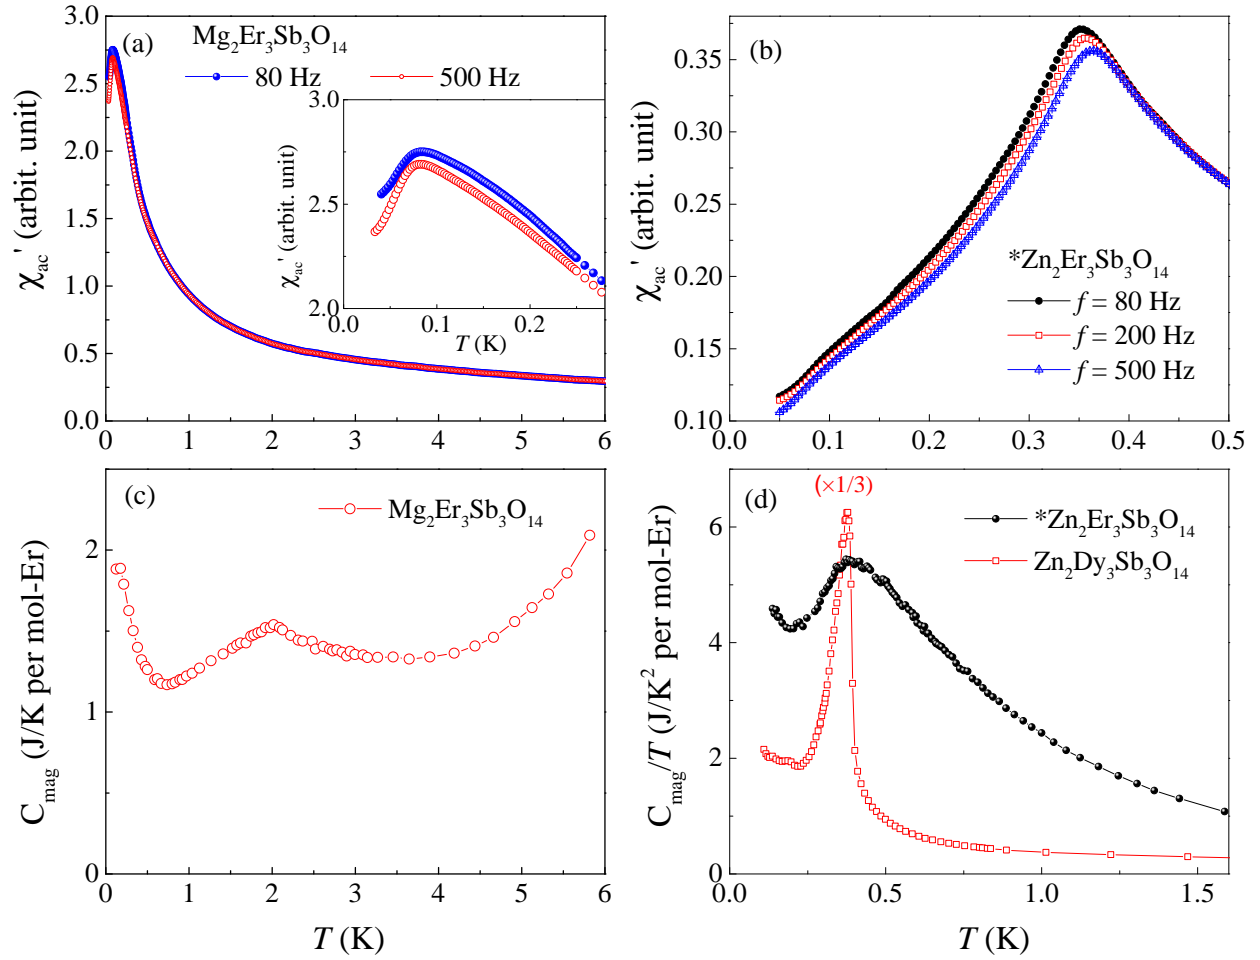 (a)
Mg₂Er₃Sb₃O₁₄
80 Hz
500 Hz
χac' (arbit. unit)
3.0
2.5
2.0
1.5
1.0
0.5
0.0
0
1
2
3
4
5
6
χac' (arbit. unit)
3.0
2.5
2.0
0.0
0.1
0.2
T (K)
(b)
χac' (arbit. unit)
0.35
0.30
0.25
0.20
0.15
0.10
0.0
0.1
0.2
0.3
0.4
0.5
*Zn₂Er₃Sb₃O₁₄
f = 80 Hz
f = 200 Hz
f = 500 Hz
(c)
Mg₂Er₃Sb₃O₁₄
Cmag (J/K per mol-Er)
2
1
0
0
1
2
3
4
5
6
T (K)
(d)
(×1/3)
*Zn₂Er₃Sb₃O₁₄
Zn₂Dy₃Sb₃O₁₄
Cmag/T (J/K² per mol-Er)
6
4
2
0
0.0
0.5
1.0
1.5
T (K)